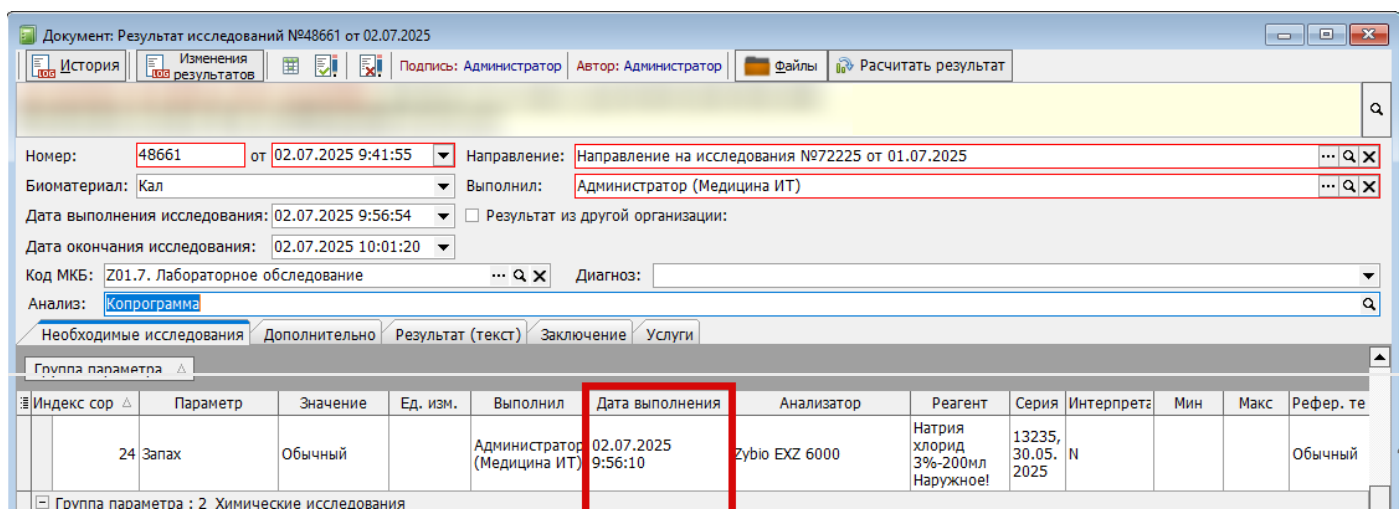 Документ: Результат исследований №48661 от 02.07.2025
История Изменения результатов Подпись: Администратор Автор: Администратор Файлы Расчитать результат
Номер: 48661 от 02.07.2025 9:41:55 Направление: Направление на исследования №72225 от 01.07.2025
Биоматериал: Кал Выполнил: Администратор (Медицина ИТ)
Дата выполнения исследования: 02.07.2025 9:56:54 Результат из другой организации:
Дата окончания исследования: 02.07.2025 10:01:20
Код МКБ: Z01.7. Лабораторное обследование Диагноз:
Анализ: Копрограмма
Необходимые исследования Дополнительно Результат (текст) Заключение Услуги
Группа параметра
Индекс сор Параметр Значение Ед. изм. Выполнил Дата выполнения Анализатор Реагент Серия Интерпрета Мин Макс Рефер. те
24 Запах Обычный Администратор (Медицина ИТ) 02.07.2025 9:56:10 Zybio EXZ 6000 Натрия хлорид 3%-200мл Наружное! 13235, 30.05. 2025 N Обычный
Группа параметра : 2 Химические исследования